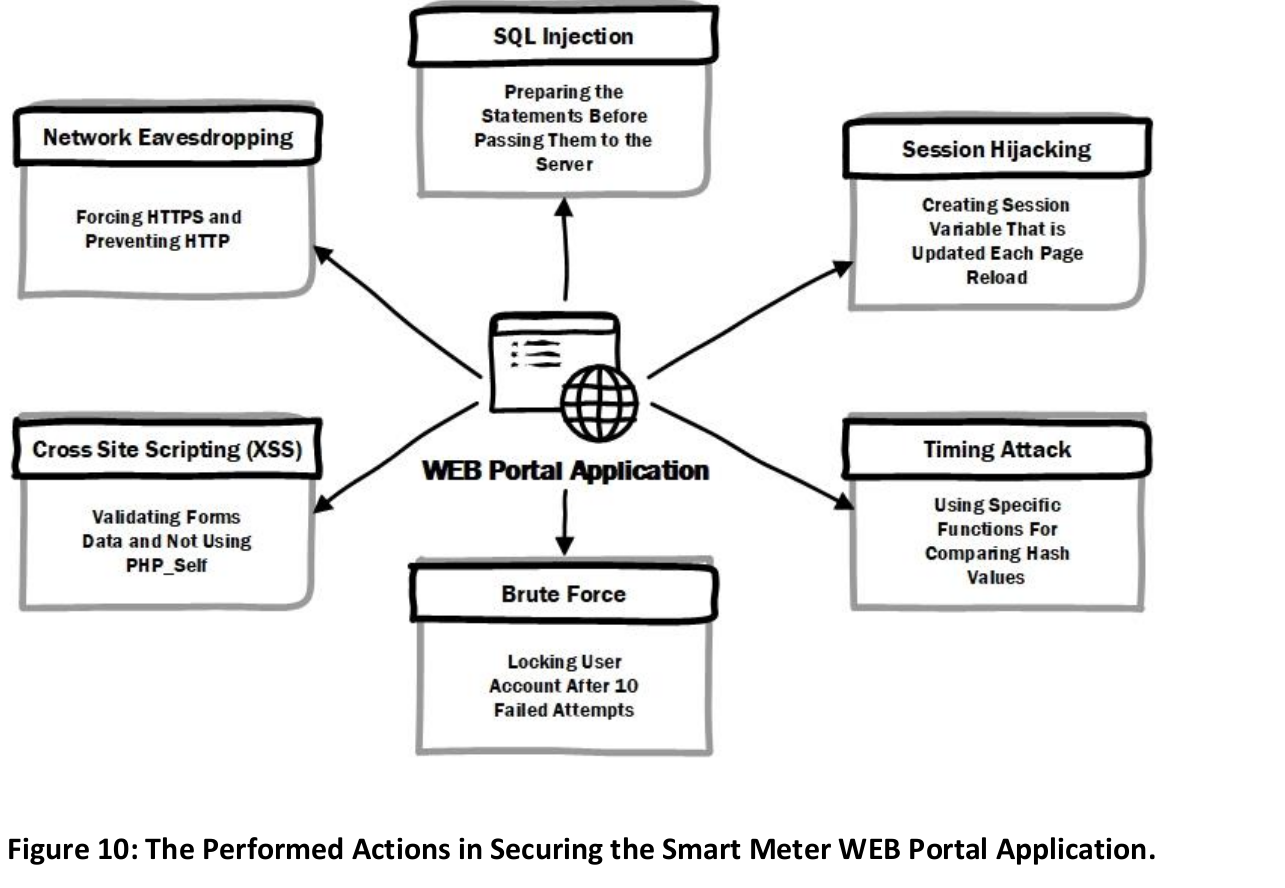 SQL Injection
Preparing the
Statements Before
Passing Them to the
Server
Network Eavesdropping
Forcing HTTPS and
Preventing HTTP
Session Hijacking
Creating Session
Variable That is
Updated Each Page
Reload
WEB Portal Application
Cross Site Scripting (XSS)
Validating Forms
Data and Not Using
PHP_Self
Timing Attack
Using Specific
Functions For
Comparing Hash
Values
Brute Force
Locking User
Account After 10
Failed Attempts
Figure 10: The Performed Actions in Securing the Smart Meter WEB Portal Application.